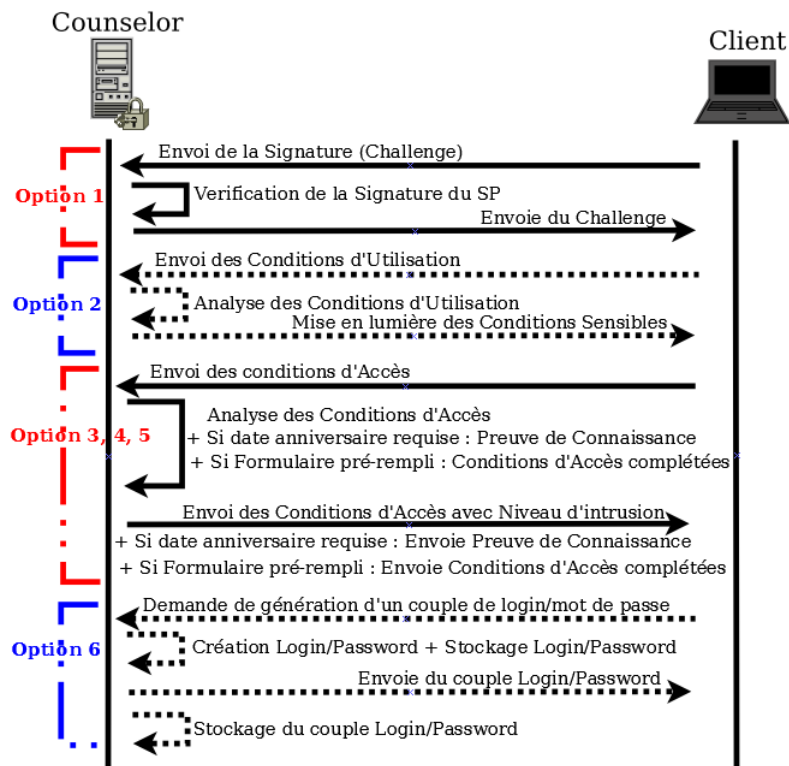 Counselor
Client
Envoi de la Signature (Challenge)
Option 1
Verification de la Signature du SP
Envoie du Challenge
Envoi des Conditions d'Utilisation
Option 2
Analyse des Conditions d'Utilisation
Mise en lumière des Conditions Sensibles
Envoi des conditions d'Accès
Analyse des Conditions d'Accès
Option 3, 4, 5
+ Si date anniversaire requise : Preuve de Connaissance
+ Si Formulaire pré-rempli : Conditions d'Accès complétées
Envoi des Conditions d'Accès avec Niveau d'intrusion
+ Si date anniversaire requise : Envoie Preuve de Connaissance
+ Si Formulaire pré-rempli : Envoie Conditions d'Accès complétées
Demande de génération d'un couple de login/mot de passe
Option 6
Création Login/Password + Stockage Login/Password
Envoie du couple Login/Password
Stockage du couple Login/Password